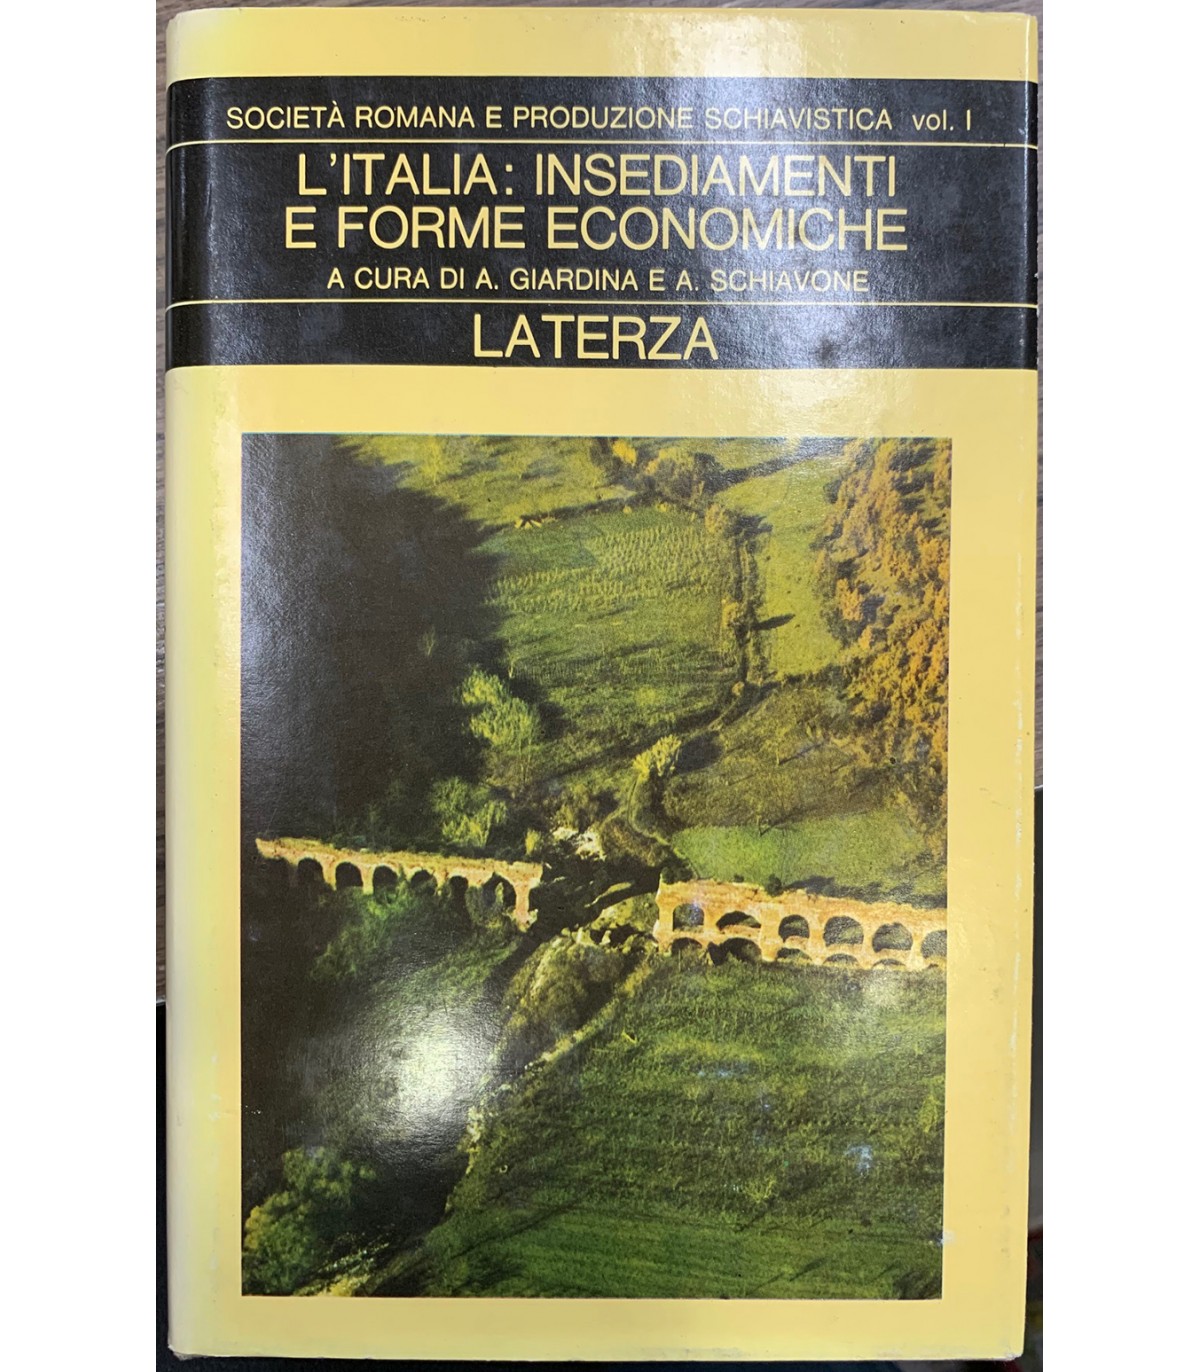 SOCIETÀ ROMANA E PRODUZIONE SCHIAVISTICA vol. I
L'ITALIA: INSEDIAMENTI
E FORME ECONOMICHE
A CURA DI A. GIARDINA E A. SCHIAVONE
LATERZA